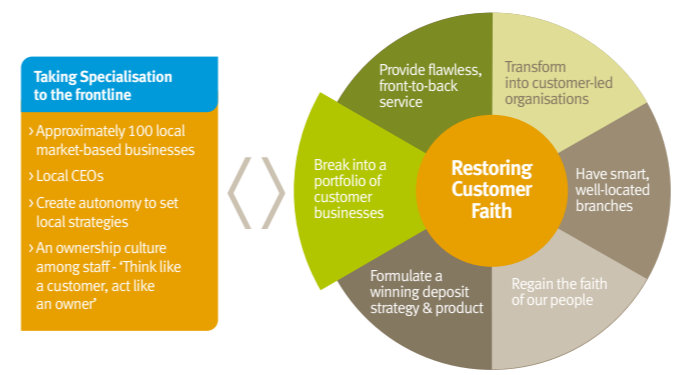 Taking Specialisation
to the frontline
› Approximately 100 local
market-based businesses
› Local CEOs
› Create autonomy to set
local strategies
› An ownership culture
among staff - ‘Think like
a customer, act like
an owner’
Provide flawless,
front-to-back
service
Transform
into customer-led
organisations
Break into a
portfolio of
customer
businesses
Restoring
Customer
Faith
Have smart,
well-located
branches
Formulate a
winning deposit
strategy & product
Regain the faith
of our people